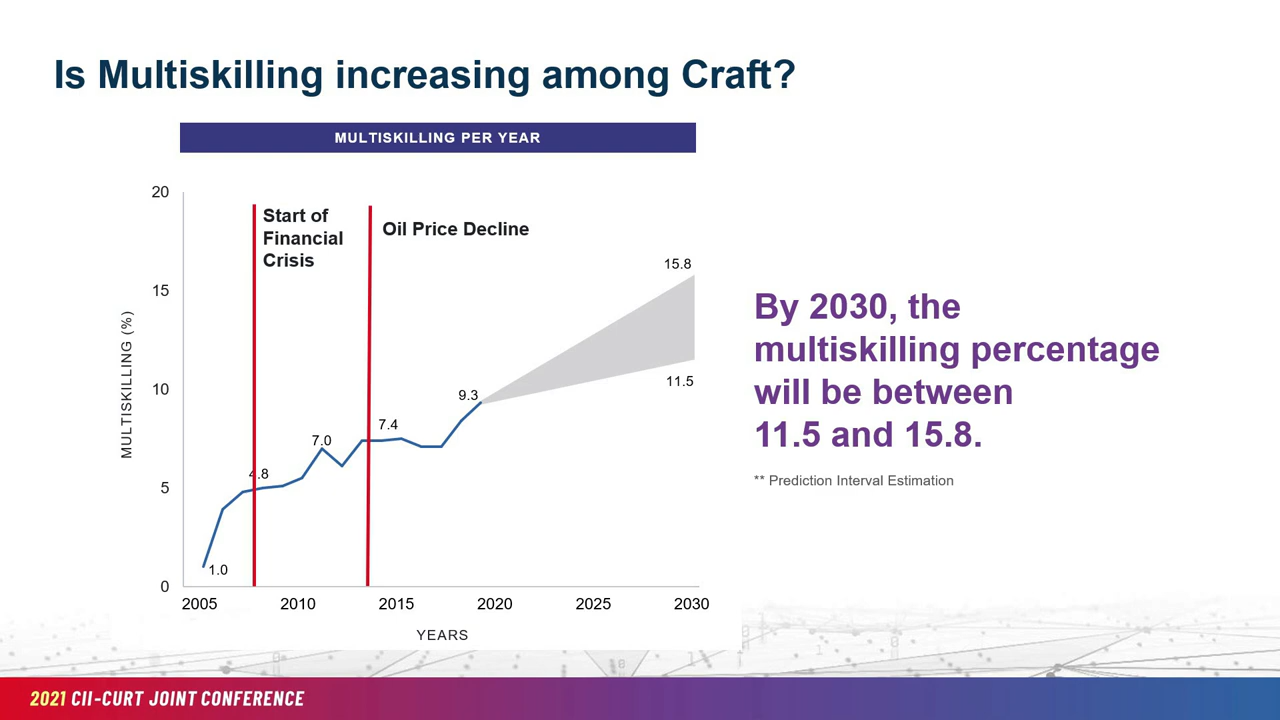 Is Multiskilling increasing among Craft?
MULTISKILLING PER YEAR
20
15
10
5
0
MULTISKILLING (%)
Start of
Financial
Crisis
Oil Price Decline
1.0
4.8
7.0
7.4
9.3
15.8
11.5
2005
2010
2015
2020
2025
2030
YEARS
By 2030, the
multiskilling percentage
will be between
11.5 and 15.8.
** Prediction Interval Estimation
2021 CII-CURT JOINT CONFERENCE